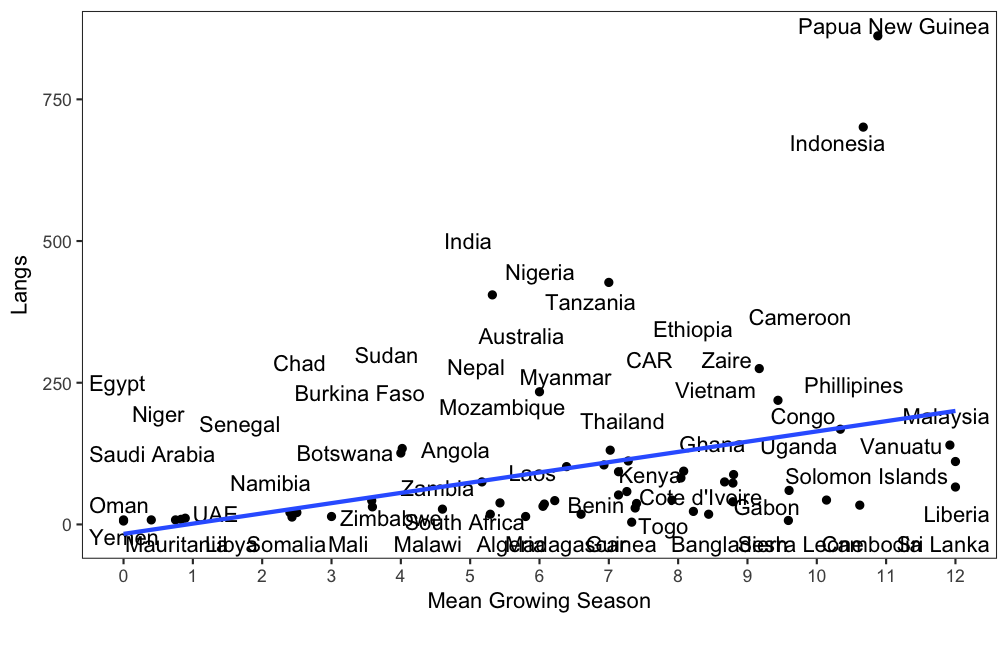 Papua New Guinea
750
Indonesia
500
India
Nigeria
Tanzania
Cameroon
Ethiopia
Australia
Sudan
Chad
CAR
Zaire
Nepal
Myanmar
250
Egypt
Phillipines
Burkina Faso
Vietnam
Mozambique
Niger
Congo
Malaysia
Senegal
Thailand
Saudi Arabia
Botswana
Angola
Ghana
Uganda
Vanuatu
Laos
Kenya
Solomon Islands
Namibia
Zambia
Cote d'Ivoire
Oman
Benin
Gabon
UAE
Zimbabwe
South Africa
Liberia
0
Togo
Yemen
Mauritania
Libya
Somalia
Mali
Malawi
Algeria
Madagascar
Guinea
Bangladesh
Sierra Leone
Cambodia
Sri Lanka
0 1 2 3 4 5 6 7 8 9 10 11 12
Mean Growing Season
Langs